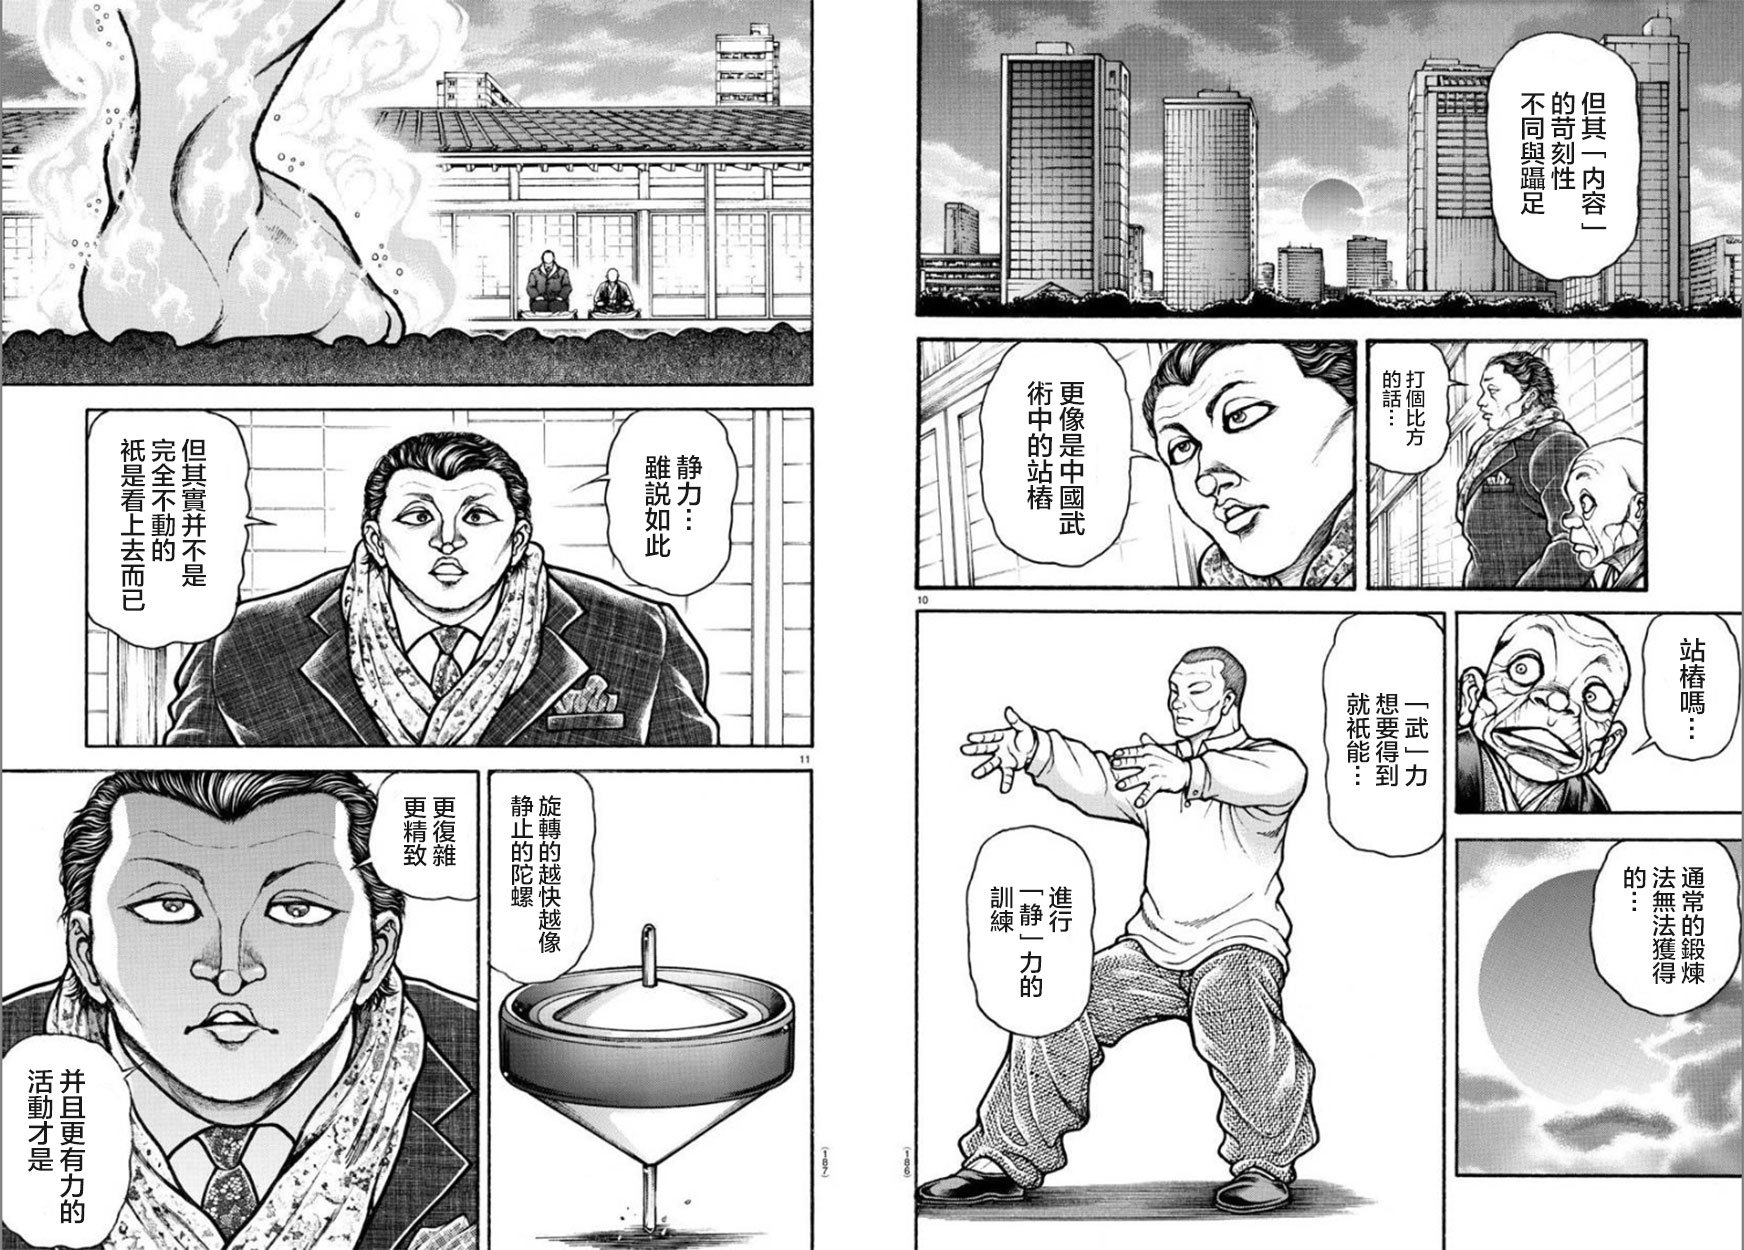 但其「內容」
的苛刻性
不同與躡足
打個比方
的話…
更像是中國武
術中的站樁
10
站樁嗎…
通常的鍛煉
法無法獲得
的…
「武」力
想要得到
就衹能…
進行
「静」力的
訓練
(186)
静力…
雖説如此
但其實并不是
完全不動的
衹是看上去而已
11
旋轉的越快越像
静止的陀螺
更復雜
更精致
并且更有力的
活動才是
(187)